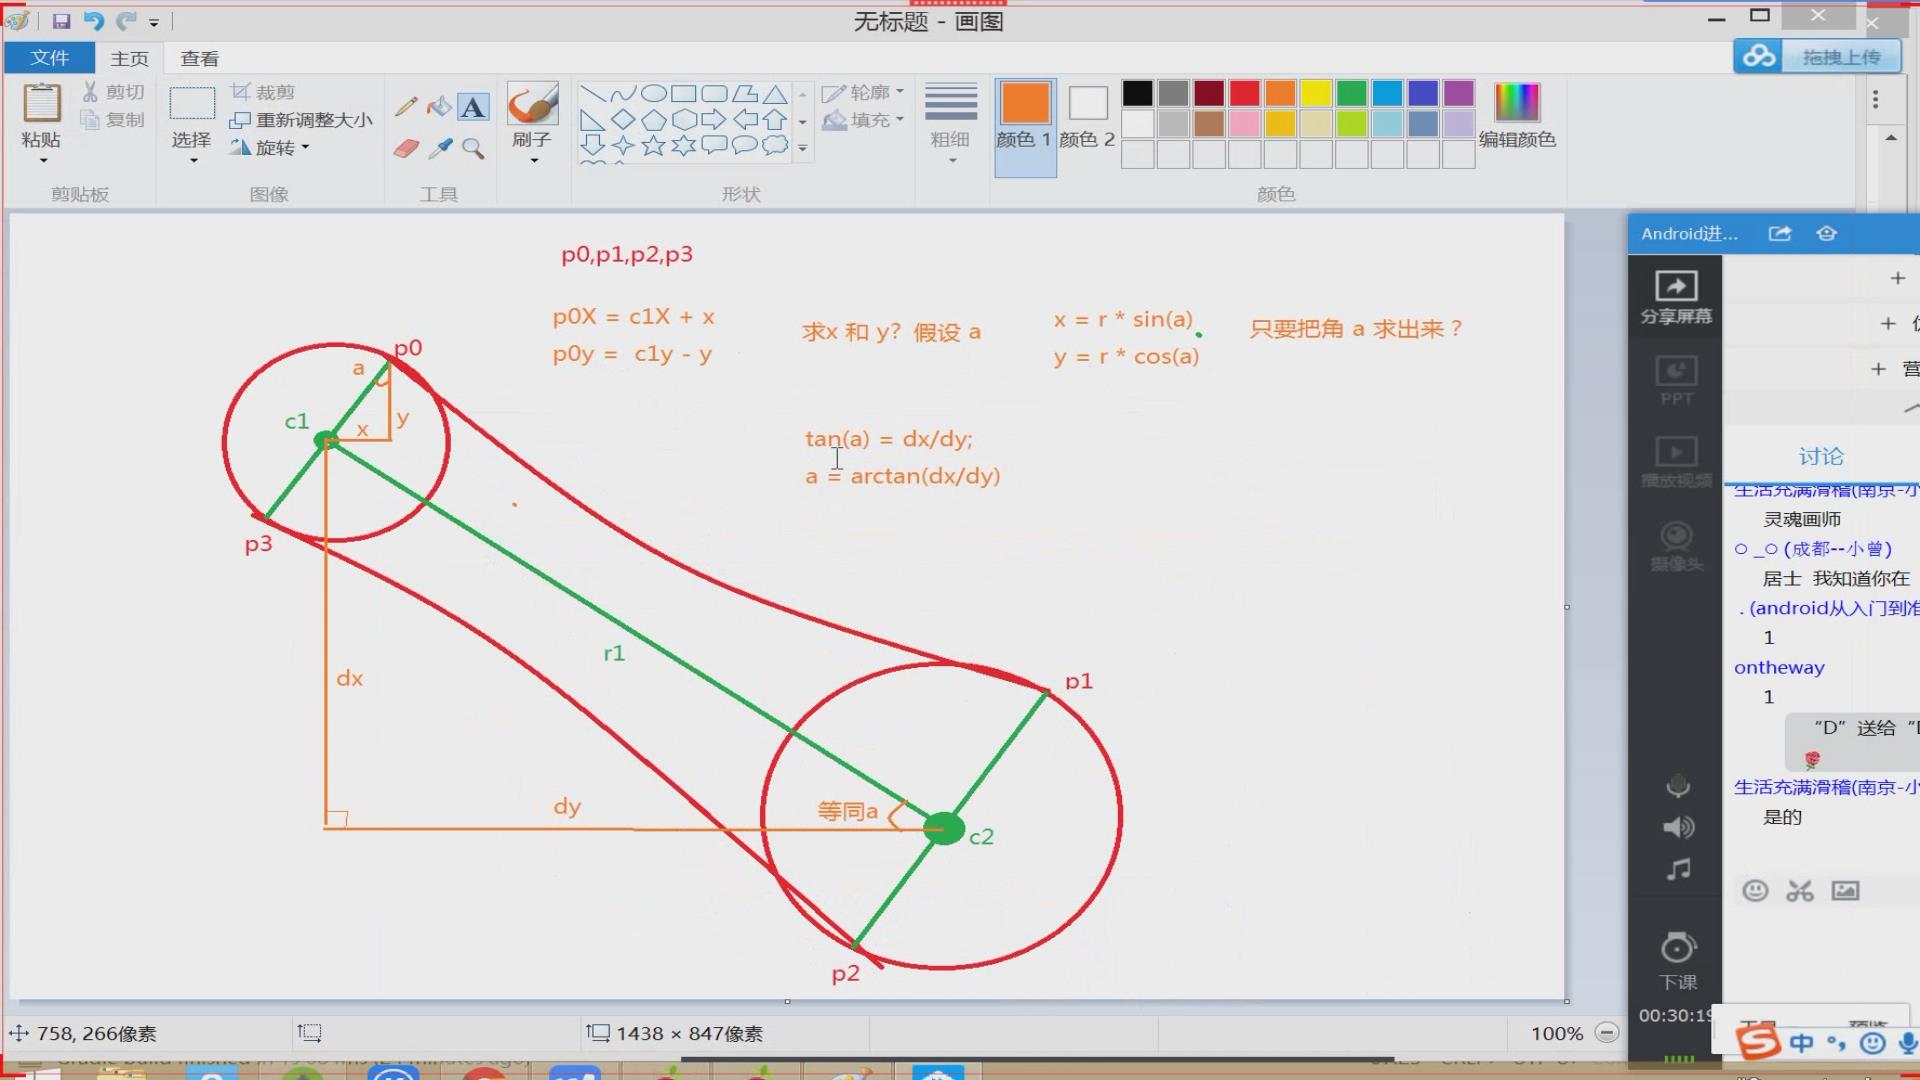 无标题 - 画图
文件 主页 查看
拖拽上传
剪切
复制
粘贴
剪贴板
裁剪
重新调整大小
旋转
选择
图像
A
工具
刷子
形状
轮廓
填充
粗细
颜色 1
颜色 2
编辑颜色
颜色
p0,p1,p2,p3
p0X = c1X + x
p0y = c1y - y
求x 和 y? 假设 a
x = r * sin(a)
y = r * cos(a)
只要把角 a 求出来？
tan(a) = dx/dy;
a = arctan(dx/dy)
p0
a
c1
x
y
p3
r1
dx
dy
等同a
c2
p1
p2
Android进...
分享屏幕
PPT
播放视频
摄像头
下课
00:30:19
营
讨论
生活充满滑稽(南京-小
灵魂画师
○ _○ (成都--小曾)
居士 我知道你在
. (android从入门到准
1
ontheway
1
“D” 送给 “D
生活充满滑稽(南京-小
是的
758, 266像素
1438 × 847像素
100%
中